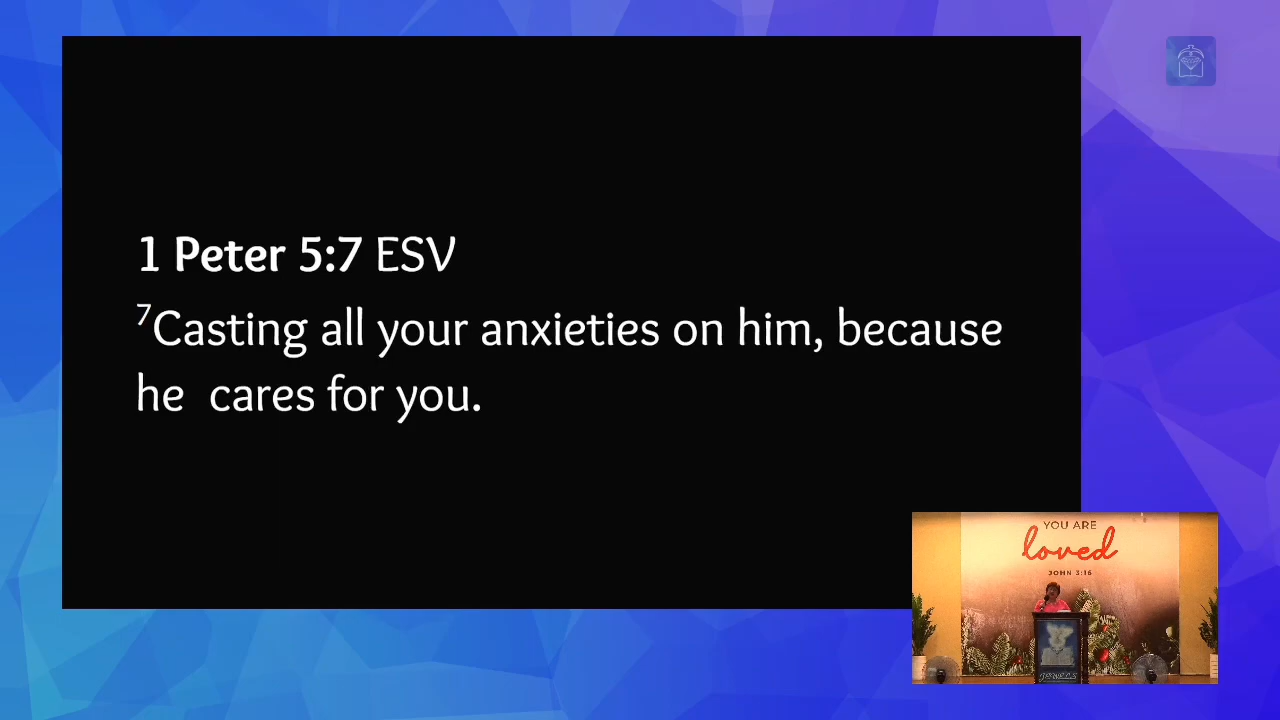 1 Peter 5:7 ESV
7Casting all your anxieties on him, because
he  cares for you.
YOU ARE
loved
JOHN 3:16
JEWELS